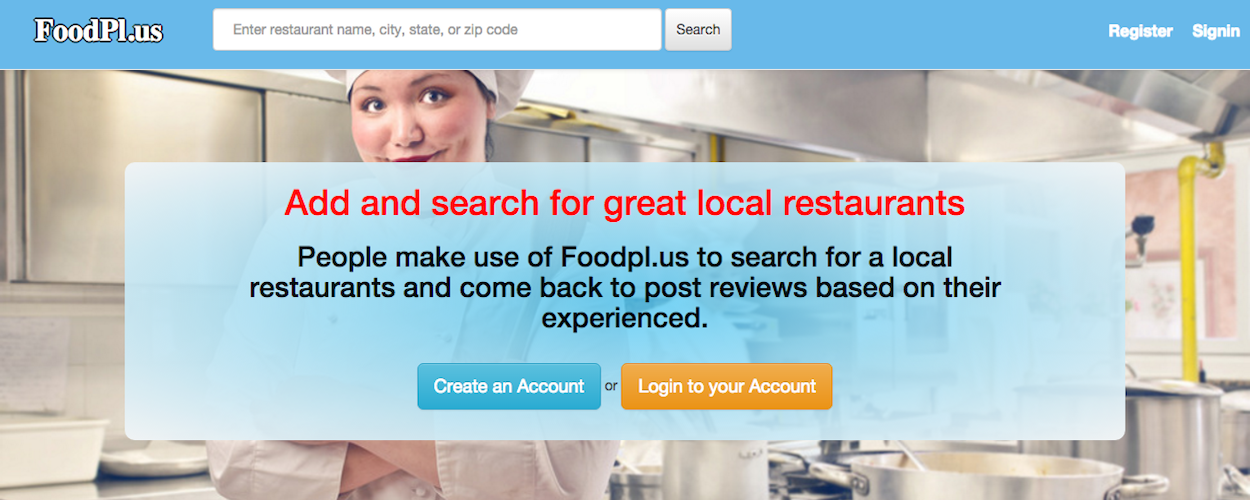 FoodPl.us
Enter restaurant name, city, state, or zip code
Search
Register
Signin
Add and search for great local restaurants
People make use of Foodpl.us to search for a local
restaurants and come back to post reviews based on their
experienced.
Create an Account
or
Login to your Account